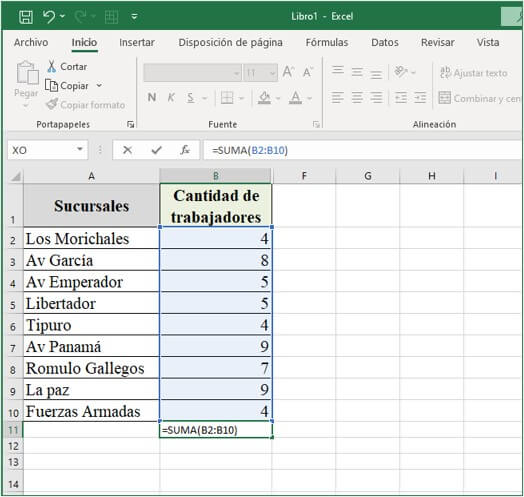 Libro1 - Excel
Archivo Inicio Insertar Disposición de página Fórmulas Datos Revisar Vista
Pegar
Cortar
Copiar
Copiar formato
Portapapeles
11 A A
N K S A
Fuente
ab Ajustar texto
Combinar y cen
Alineación
XO fx =SUMA(B2:B10)
A B F G H I
1 Sucursales Cantidad de
trabajadores
2 Los Morichales 4
3 Av García 8
4 Av Emperador 5
5 Libertador 5
6 Tipuro 4
7 Av Panamá 9
8 Romulo Gallegos 7
9 La paz 9
10 Fuerzas Armadas 4
11 =SUMA(B2:B10)
12
13
14